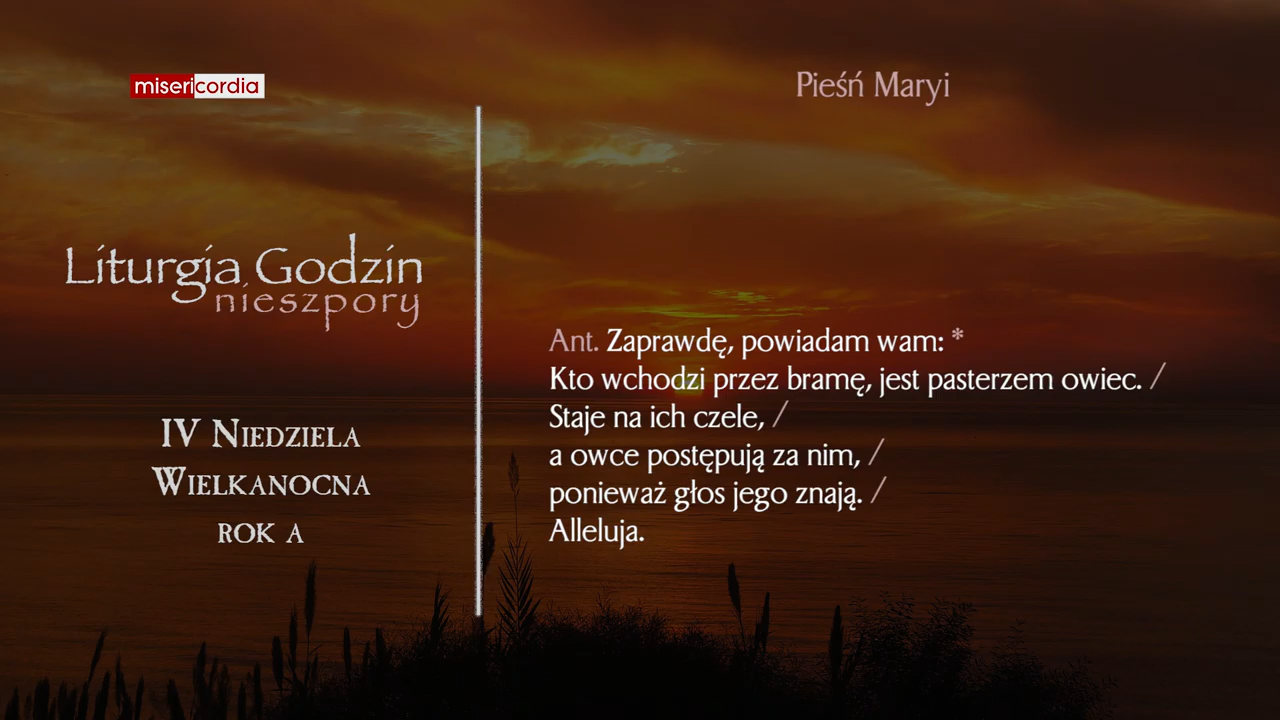 misericordia
Pieśń Maryi
Liturgia Godzin
nieszpory
IV Niedziela
Wielkanocna
rok A
Ant. Zaprawdę, powiadam wam: *
Kto wchodzi przez bramę, jest pasterzem owiec. /
Staje na ich czele, /
a owce postępują za nim, /
ponieważ głos jego znają. /
Alleluja.